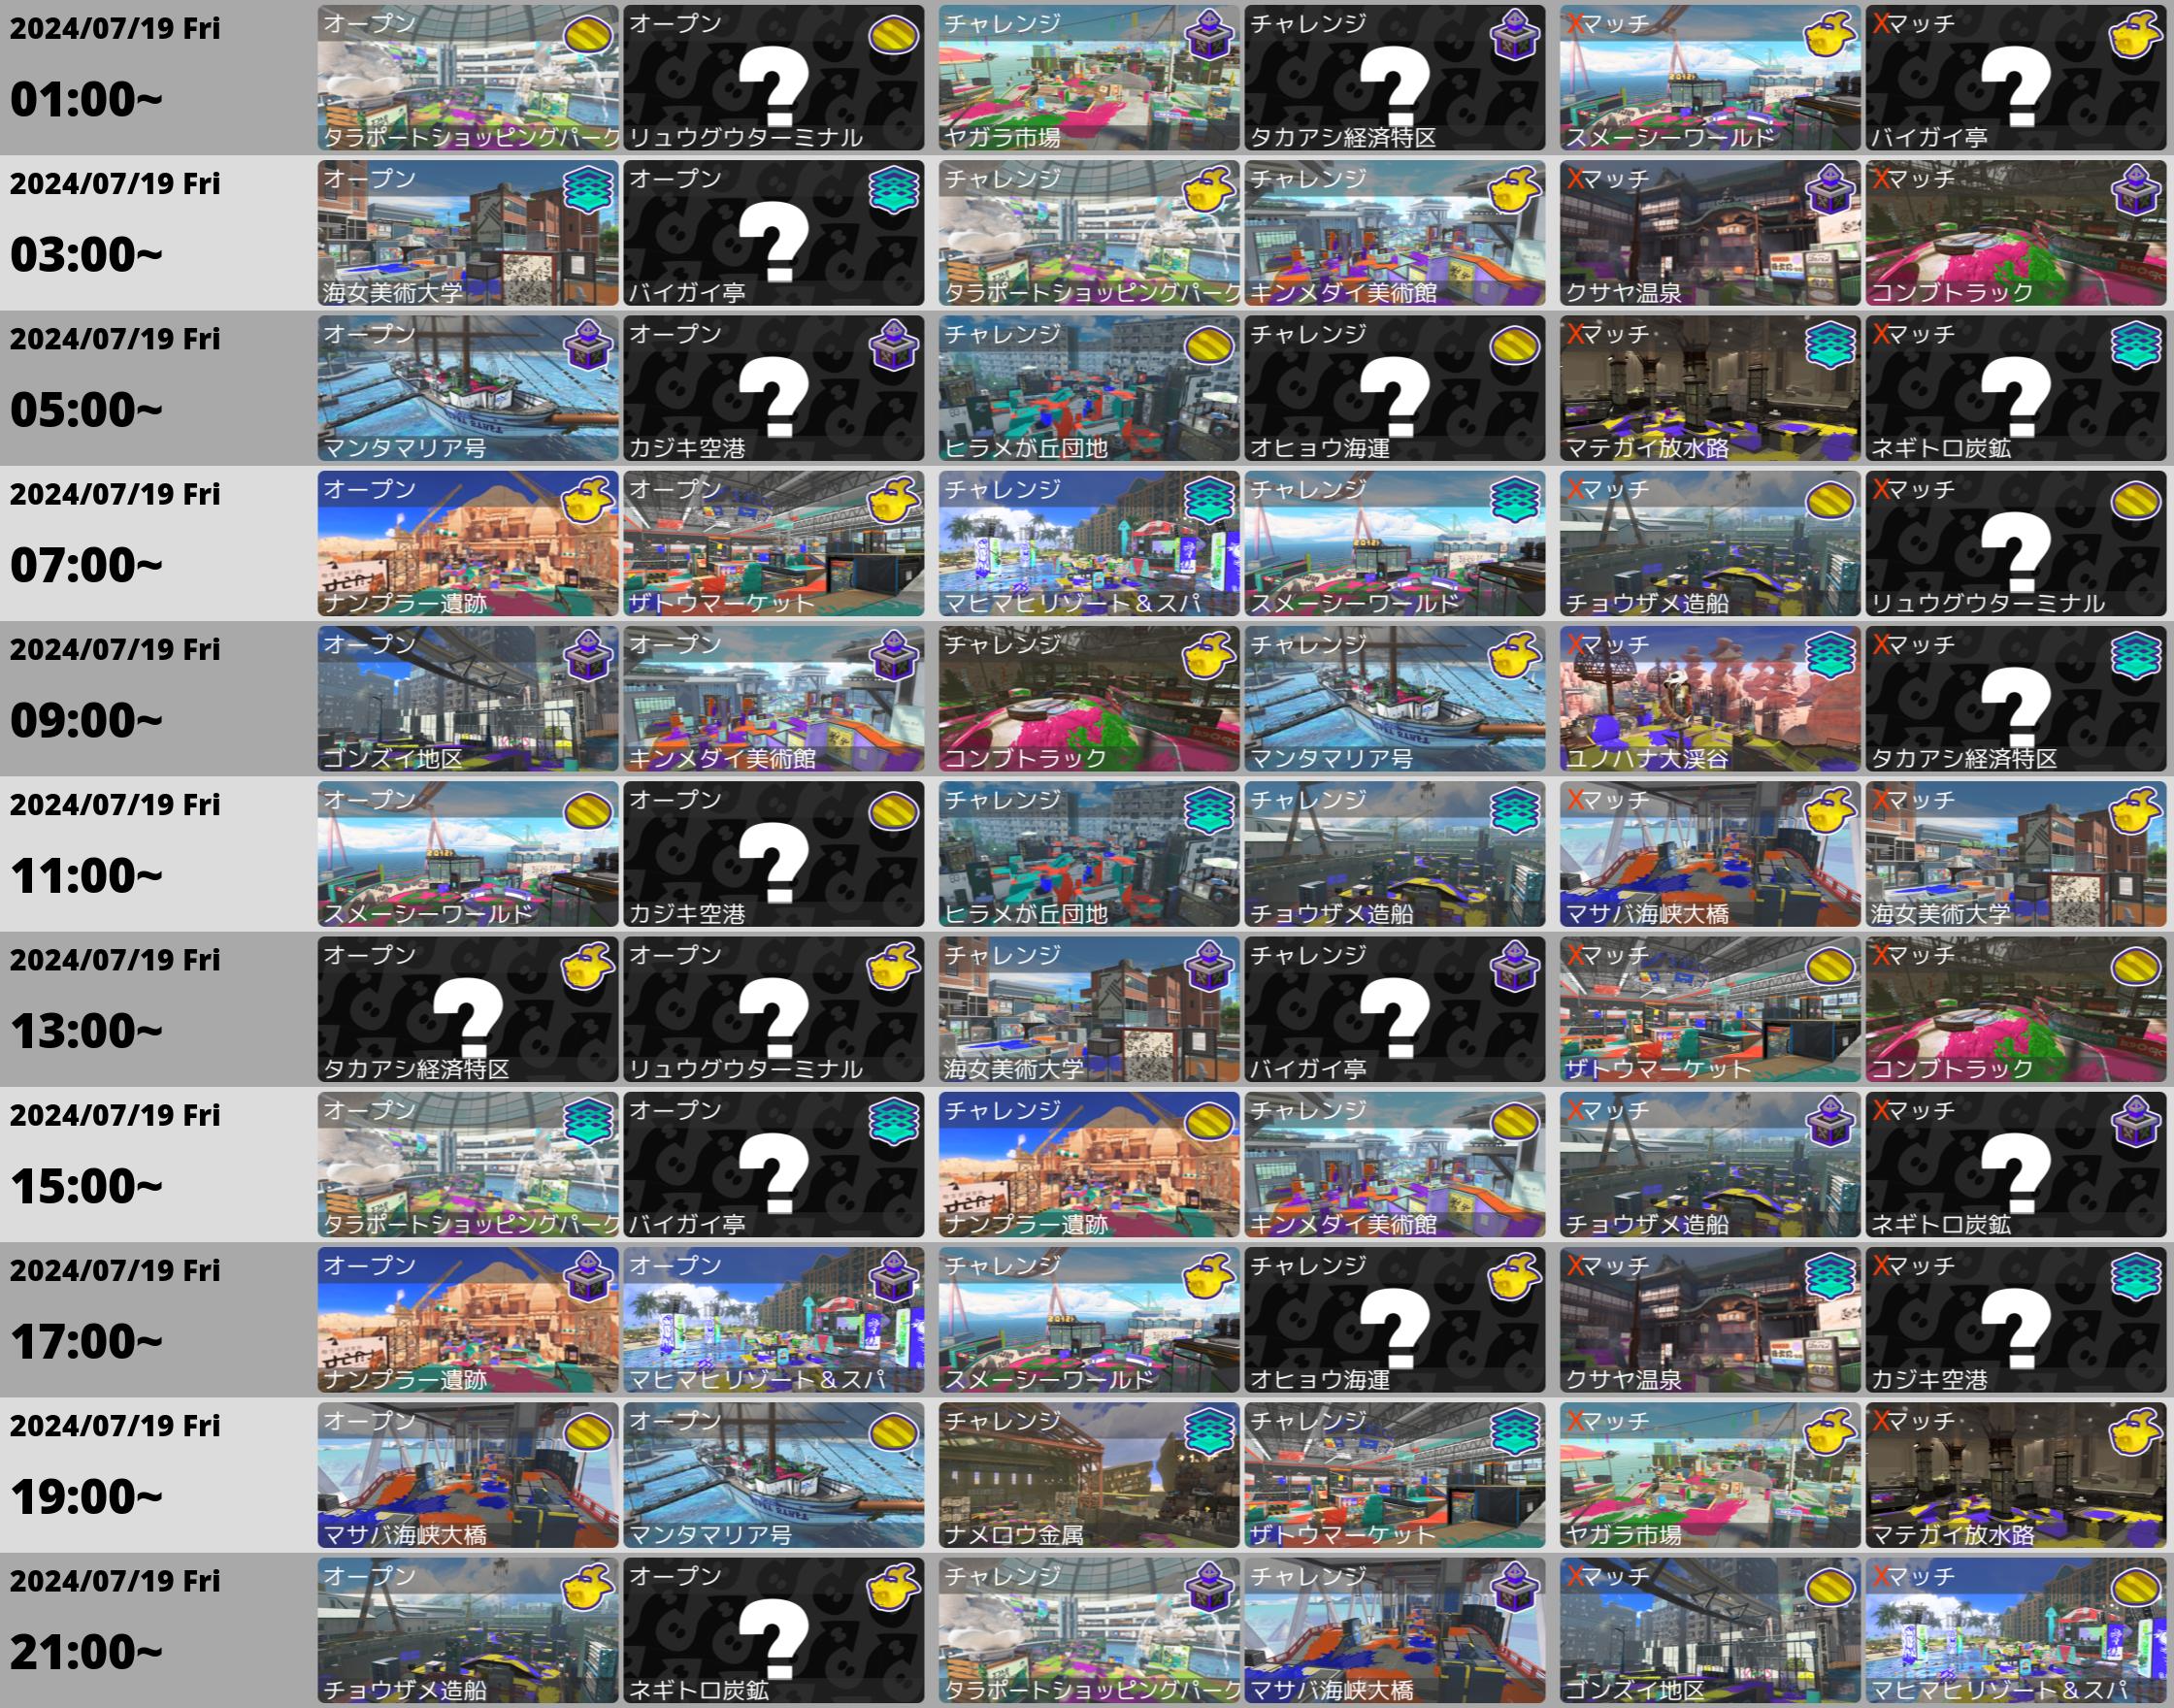 2024/07/19 Fri
01:00~
オープン
タラポートショッピングパーク
オープン
リュウグウターミナル
チャレンジ
ヤガラ市場
チャレンジ
タカアシ経済特区
Xマッチ
スメーシーワールド
Xマッチ
バイガイ亭
2024/07/19 Fri
03:00~
オープン
海女美術大学
オープン
バイガイ亭
チャレンジ
タラポートショッピングパーク
チャレンジ
キンメダイ美術館
Xマッチ
クサヤ温泉
Xマッチ
コンブトラック
2024/07/19 Fri
05:00~
オープン
マンタマリア号
オープン
カジキ空港
チャレンジ
ヒラメが丘団地
チャレンジ
オヒョウ海運
Xマッチ
マテガイ放水路
Xマッチ
ネギトロ炭鉱
2024/07/19 Fri
07:00~
オープン
ナンプラー遺跡
オープン
ザトウマーケット
チャレンジ
マヒマヒリゾート＆スパ
チャレンジ
スメーシーワールド
Xマッチ
チョウザメ造船
Xマッチ
リュウグウターミナル
2024/07/19 Fri
09:00~
オープン
ゴンズイ地区
オープン
キンメダイ美術館
チャレンジ
コンブトラック
チャレンジ
マンタマリア号
Xマッチ
ユノハナ大渓谷
Xマッチ
タカアシ経済特区
2024/07/19 Fri
11:00~
オープン
スメーシーワールド
オープン
カジキ空港
チャレンジ
ヒラメが丘団地
チャレンジ
チョウザメ造船
Xマッチ
マサバ海峡大橋
Xマッチ
海女美術大学
2024/07/19 Fri
13:00~
オープン
タカアシ経済特区
オープン
リュウグウターミナル
チャレンジ
海女美術大学
チャレンジ
バイガイ亭
Xマッチ
ザトウマーケット
Xマッチ
コンブトラック
2024/07/19 Fri
15:00~
オープン
タラポートショッピングパーク
オープン
バイガイ亭
チャレンジ
ナンプラー遺跡
チャレンジ
キンメダイ美術館
Xマッチ
チョウザメ造船
Xマッチ
ネギトロ炭鉱
2024/07/19 Fri
17:00~
オープン
ナンプラー遺跡
オープン
マヒマヒリゾート＆スパ
チャレンジ
スメーシーワールド
チャレンジ
オヒョウ海運
Xマッチ
クサヤ温泉
Xマッチ
カジキ空港
2024/07/19 Fri
19:00~
オープン
マサバ海峡大橋
オープン
マンタマリア号
チャレンジ
ナメロウ金属
チャレンジ
ザトウマーケット
Xマッチ
ヤガラ市場
Xマッチ
マテガイ放水路
2024/07/19 Fri
21:00~
オープン
チョウザメ造船
オープン
ネギトロ炭鉱
チャレンジ
タラポートショッピングパーク
チャレンジ
マサバ海峡大橋
Xマッチ
ゴンズイ地区
Xマッチ
マヒマヒリゾート＆スパ